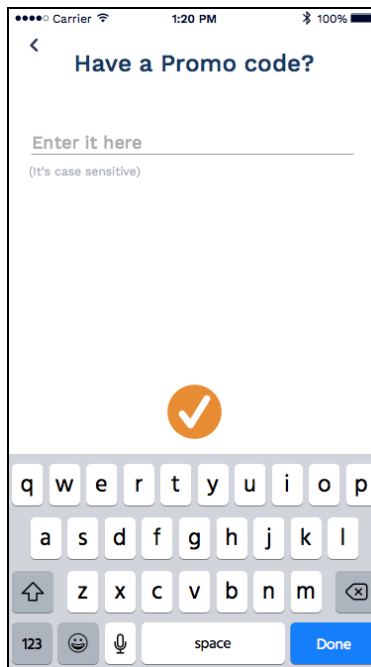 Carrier 1:20 PM 100%
Have a Promo code?
Enter it here
(It's case sensitive)
q w e r t y u i o p
a s d f g h j k l
z x c v b n m
123 space Done